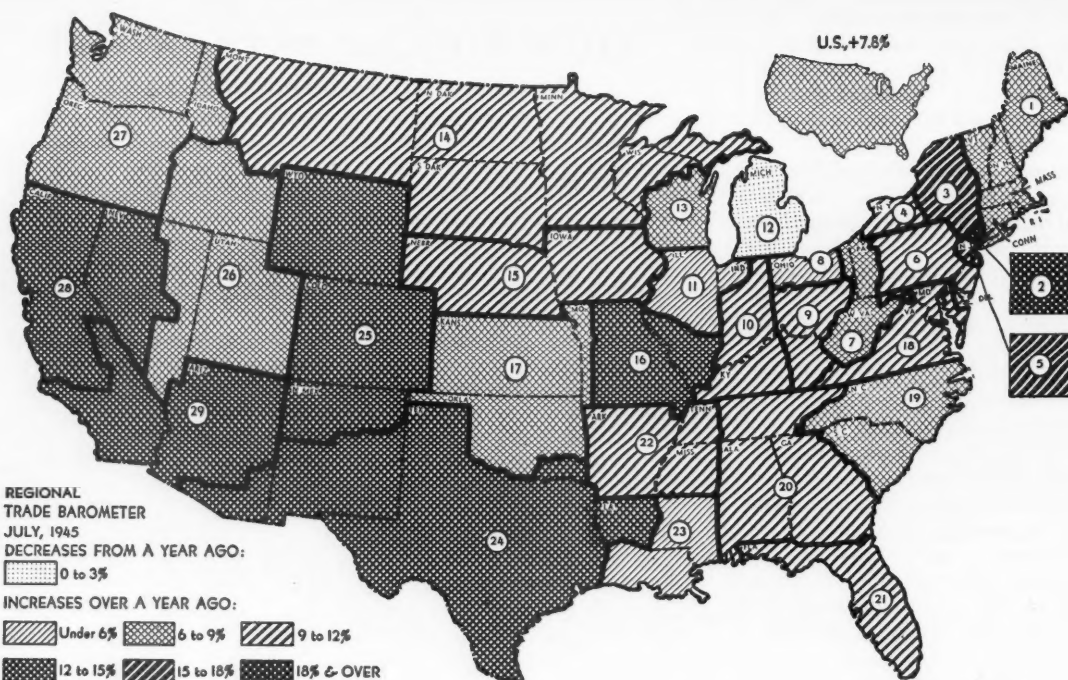 U.S.,+7.8%
WASH.
MONT.
N DAK.
MINN
MAINE
1
OREG.
IDAHO
27
14
S DAK.
WIS.
13
MICH.
12
N Y
4
3
MASS
R I
CONN
CALIF.
NEV.
28
UTAH
26
NEBR.
15
IOWA
ILL
11
IND
10
OHIO
8
9
PA.
6
W VA.
7
MD
DEL
VA.
18
2
5
COLO.
25
KANS.
17
MO.
16
KY
ARIZ.
29
N MEX.
OKLA.
ARK
22
TENN
MISS
ALA.
GA
20
N C
19
S C
24
LA.
23
21
REGIONAL
TRADE BAROMETER
JULY, 1945
DECREASES FROM A YEAR AGO:
0 to 3%
INCREASES OVER A YEAR AGO:
Under 6% 6 to 9% 9 to 12%
12 to 15% 15 to 18% 18% & OVER